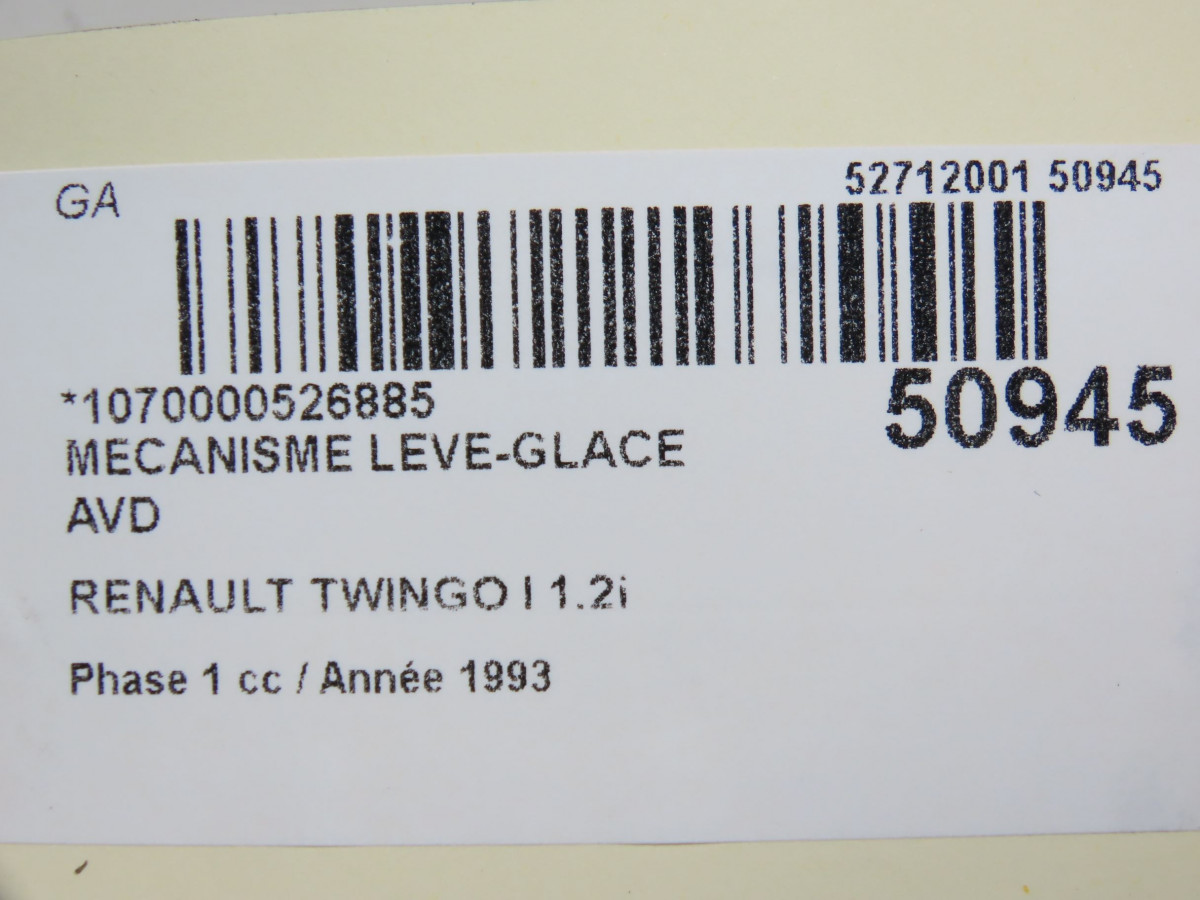 GA
52712001 50945
*1070000526885
50945
MECANISME LEVE-GLACE
AVD
RENAULT TWINGO I 1.2i
Phase 1 cc / Année 1993